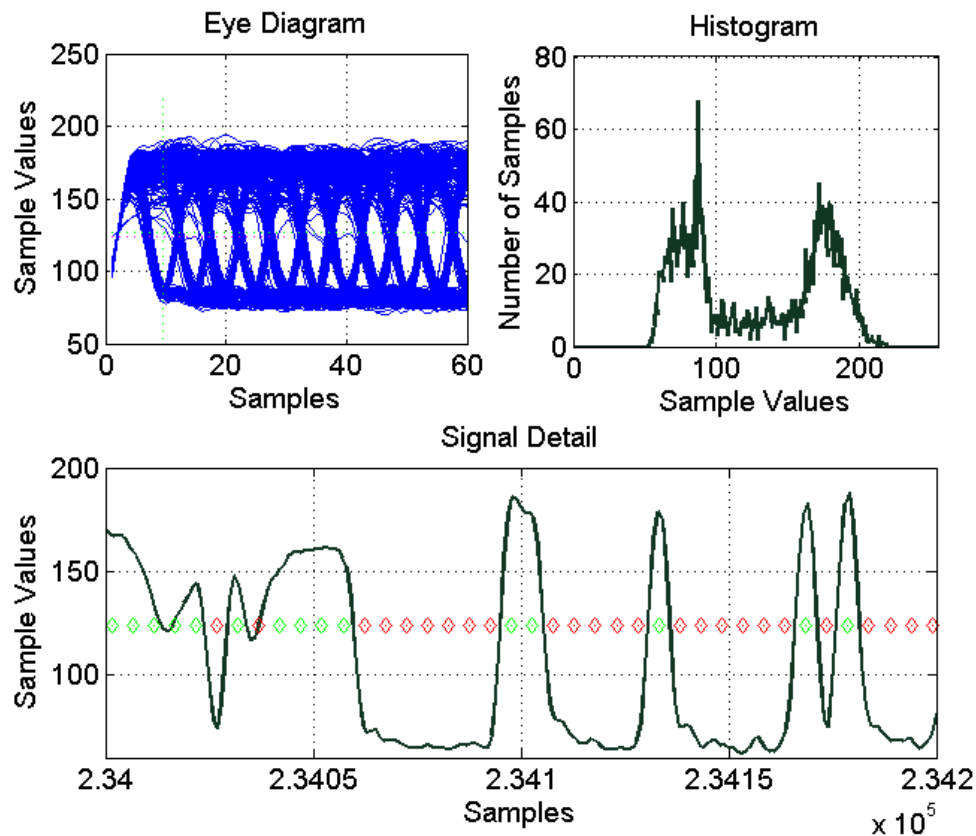 Eye Diagram
250
200
150
100
50
0
20
40
60
Sample Values
Samples
Histogram
80
60
40
20
0
0
100
200
Number of Samples
Sample Values
Signal Detail
200
150
100
2.34
2.3405
2.341
2.3415
2.342
Sample Values
Samples
x 10^5